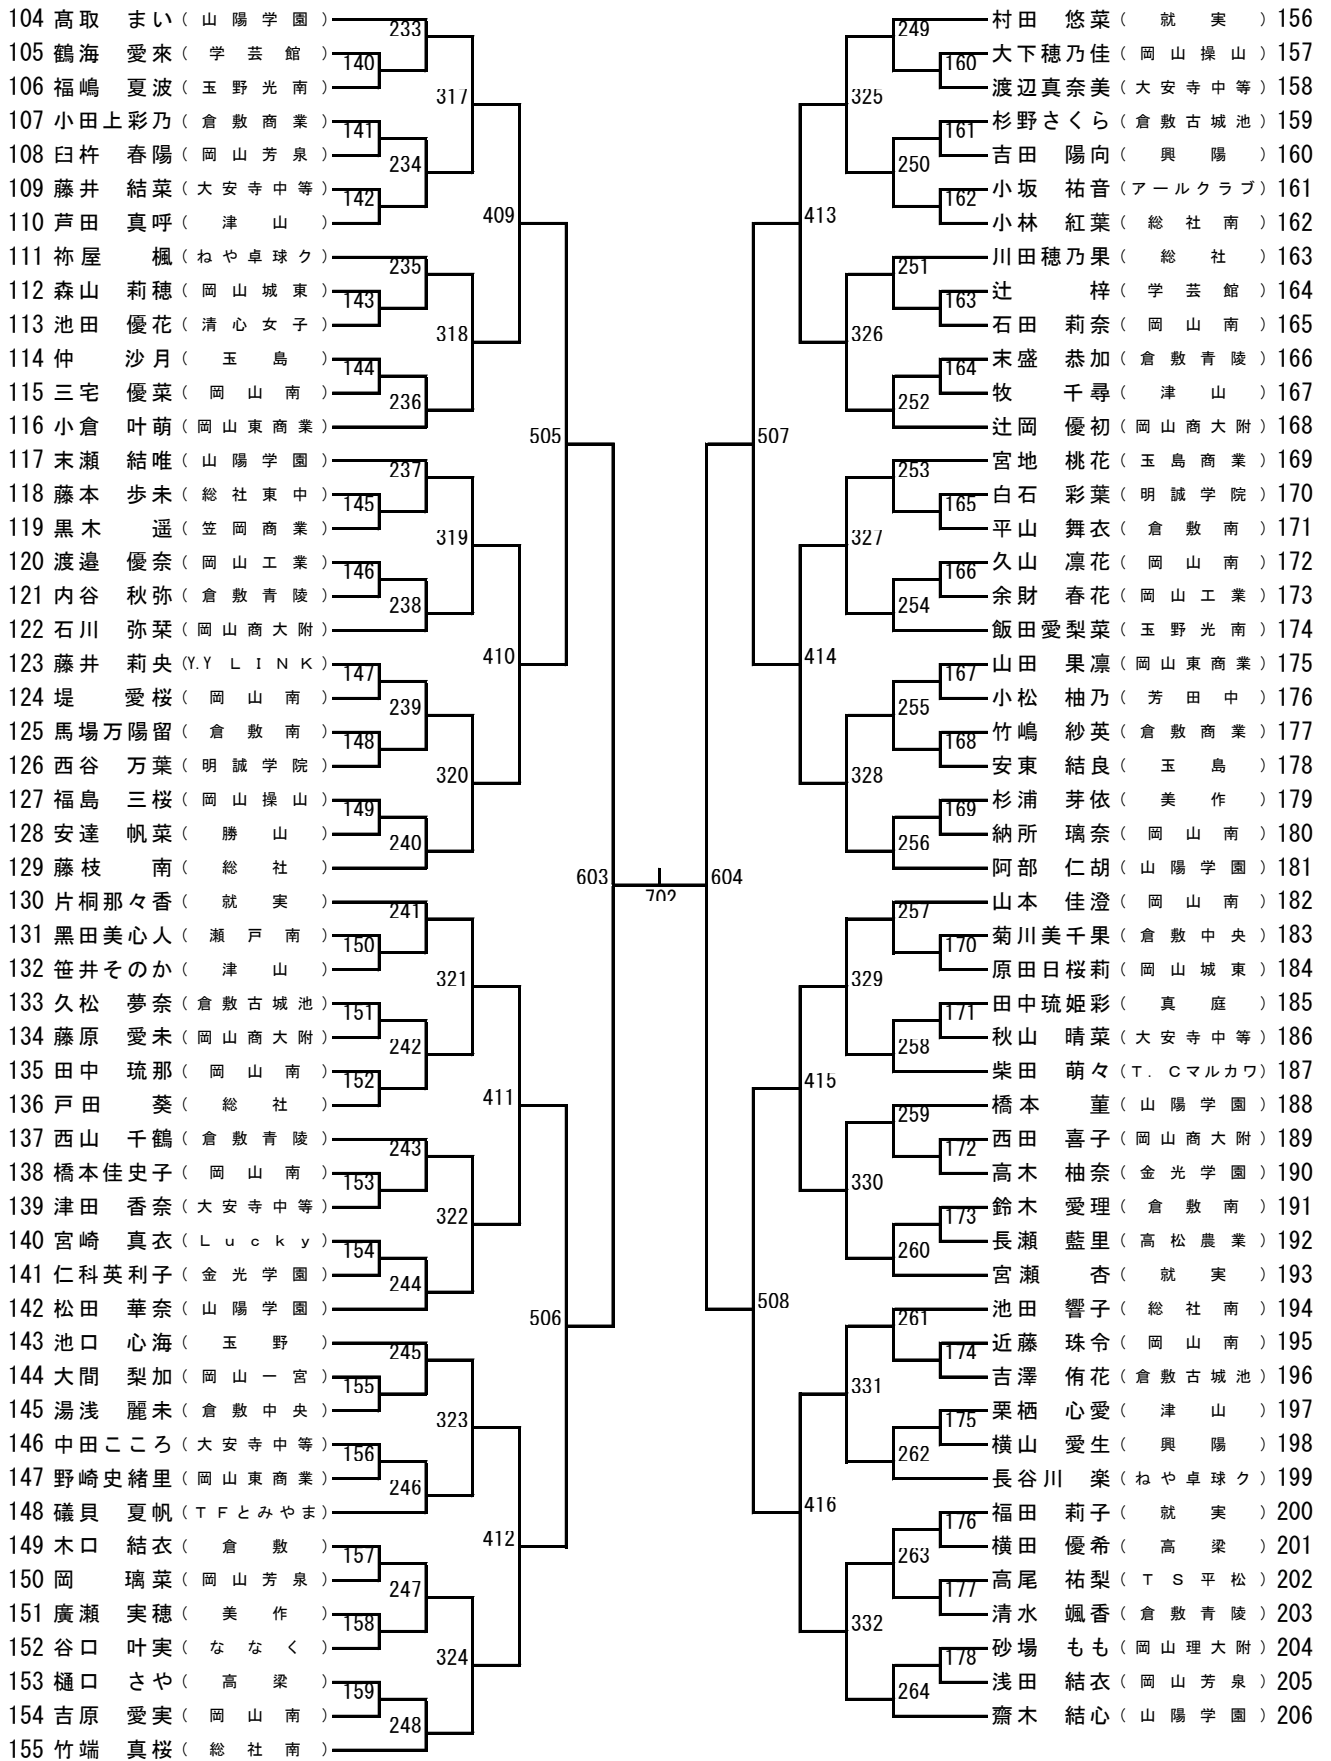 104 髙取 まい ( 山陽学園 )
105 鶴海 愛來 ( 学芸館 )
106 福嶋 夏波 ( 玉野光南 )
107 小田上彩乃 ( 倉敷商業 )
108 臼杵 春陽 ( 岡山芳泉 )
109 藤井 結菜 ( 大安寺中等 )
110 芦田 真呼 ( 津山 )
111 祢屋 楓 ( ねや卓球ク )
112 森山 莉穂 ( 岡山城東 )
113 池田 優花 ( 清心女子 )
114 仲 沙月 ( 玉島 )
115 三宅 優菜 ( 岡山南 )
116 小倉 叶萌 ( 岡山東商業 )
117 末瀬 結唯 ( 山陽学園 )
118 藤本 歩未 ( 総社東中 )
119 黒木 遥 ( 笠岡商業 )
120 渡邉 優奈 ( 岡山工業 )
121 内谷 秋弥 ( 倉敷青陵 )
122 石川 弥栞 ( 岡山商大附 )
123 藤井 莉央 (Y.Y LINK)
124 堤 愛桜 ( 岡山南 )
125 馬場万陽留 ( 倉敷南 )
126 西谷 万葉 ( 明誠学院 )
127 福島 三桜 ( 岡山操山 )
128 安達 帆菜 ( 勝山 )
129 藤枝 南 ( 総社 )
130 片桐那々香 ( 就実 )
131 黑田美心人 ( 瀬戸南 )
132 笹井そのか ( 津山 )
133 久松 夢奈 ( 倉敷古城池 )
134 藤原 愛未 ( 岡山商大附 )
135 田中 琉那 ( 岡山南 )
136 戸田 葵 ( 総社 )
137 西山 千鶴 ( 倉敷青陵 )
138 橋本佳史子 ( 岡山南 )
139 津田 香奈 ( 大安寺中等 )
140 宮崎 真衣 ( Lucky )
141 仁科英利子 ( 金光学園 )
142 松田 華奈 ( 山陽学園 )
143 池口 心海 ( 玉野 )
144 大間 梨加 ( 岡山一宮 )
145 湯浅 麗未 ( 倉敷中央 )
146 中田こころ ( 大安寺中等 )
147 野崎史緒里 ( 岡山東商業 )
148 礒貝 夏帆 ( TFとみやま )
149 木口 結衣 ( 倉敷 )
150 岡 璃菜 ( 岡山芳泉 )
151 廣瀬 実穂 ( 美作 )
152 谷口 叶実 ( ななく )
153 樋口 さや ( 高梁 )
154 吉原 愛実 ( 岡山南 )
155 竹端 真桜 ( 総社南 )
233
140
317
141
234
142
409
235
143
318
144
236
505
237
145
319
146
238
410
147
239
148
320
149
240
603
702
604
241
150
321
151
242
152
411
243
153
322
154
244
506
245
155
323
156
246
412
157
247
158
324
159
248
249
160
325
161
250
162
413
251
163
326
164
252
507
253
165
327
166
254
414
167
255
168
328
169
256
257
170
329
171
258
415
259
172
330
173
260
508
261
174
331
175
262
416
176
263
177
332
178
264
村田 悠菜 ( 就実 ) 156
大下穂乃佳 ( 岡山操山 ) 157
渡辺真奈美 ( 大安寺中等 ) 158
杉野さくら ( 倉敷古城池 ) 159
吉田 陽向 ( 興陽 ) 160
小坂 祐音 (アールクラブ) 161
小林 紅葉 ( 総社南 ) 162
川田穂乃果 ( 総社 ) 163
辻 梓 ( 学芸館 ) 164
石田 莉奈 ( 岡山南 ) 165
末盛 恭加 ( 倉敷青陵 ) 166
牧 千尋 ( 津山 ) 167
辻岡 優初 ( 岡山商大附 ) 168
宮地 桃花 ( 玉島商業 ) 169
白石 彩葉 ( 明誠学院 ) 170
平山 舞衣 ( 倉敷南 ) 171
久山 凛花 ( 岡山南 ) 172
余財 春花 ( 岡山工業 ) 173
飯田愛梨菜 ( 玉野光南 ) 174
山田 果凛 ( 岡山東商業 ) 175
小松 柚乃 ( 芳田中 ) 176
竹嶋 紗英 ( 倉敷商業 ) 177
安東 結良 ( 玉島 ) 178
杉浦 芽依 ( 美作 ) 179
納所 璃奈 ( 岡山南 ) 180
阿部 仁胡 ( 山陽学園 ) 181
山本 佳澄 ( 岡山南 ) 182
菊川美千果 ( 倉敷中央 ) 183
原田日桜莉 ( 岡山城東 ) 184
田中琉姫彩 ( 真庭 ) 185
秋山 晴菜 ( 大安寺中等 ) 186
柴田 萌々 (T.Cマルカワ) 187
橋本 菫 ( 山陽学園 ) 188
西田 喜子 ( 岡山商大附 ) 189
高木 柚奈 ( 金光学園 ) 190
鈴木 愛理 ( 倉敷南 ) 191
長瀬 藍里 ( 高松農業 ) 192
宮瀬 杏 ( 就実 ) 193
池田 響子 ( 総社南 ) 194
近藤 珠令 ( 岡山南 ) 195
吉澤 侑花 ( 倉敷古城池 ) 196
栗栖 心愛 ( 津山 ) 197
横山 愛生 ( 興陽 ) 198
長谷川 楽 ( ねや卓球ク ) 199
福田 莉子 ( 就実 ) 200
横田 優希 ( 高梁 ) 201
高尾 祐梨 ( TS平松 ) 202
清水 颯香 ( 倉敷青陵 ) 203
砂場 もも ( 岡山理大附 ) 204
浅田 結衣 ( 岡山芳泉 ) 205
齋木 結心 ( 山陽学園 ) 206